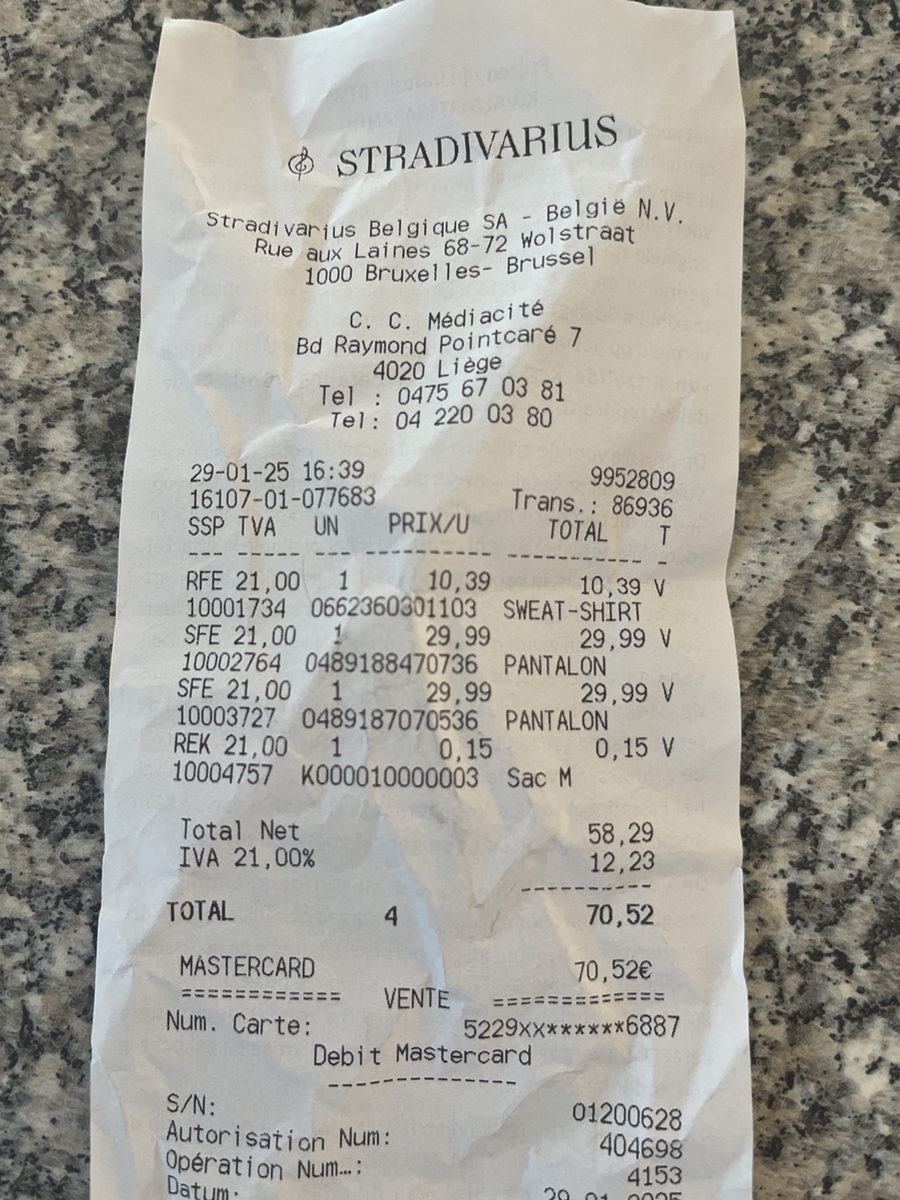 STRADIVARIUS
Stradivarius Belgique SA - België N.V.
Rue aux Laines 68-72 Wolstraat
1000 Bruxelles- Brussel
C. C. Médiacité
Bd Raymond Pointcaré 7
4020 Liège
Tel : 0475 67 03 81
Tel: 04 220 03 80
29-01-25 16:39 9952809
16107-01-077683 Trans.: 86936
SSP TVA UN PRIX/U TOTAL T
--- ----- --- ---------- ----------- -
RFE 21,00 1 10,39 10,39 V
10001734 0662360301103 SWEAT-SHIRT
SFE 21,00 1 29,99 29,99 V
10002764 0489188470736 PANTALON
SFE 21,00 1 29,99 29,99 V
10003727 0489187070536 PANTALON
REK 21,00 1 0,15 0,15 V
10004757 K000010000003 Sac M
Total Net 58,29
IVA 21,00% 12,23
----------
TOTAL 4 70,52
MASTERCARD 70,52€
============ VENTE =============
Num. Carte: 5229xx******6887
Debit Mastercard
--------------
S/N: 01200628
Autorisation Num: 404698
Opération Num…: 4153
Datum: 29 01 2025